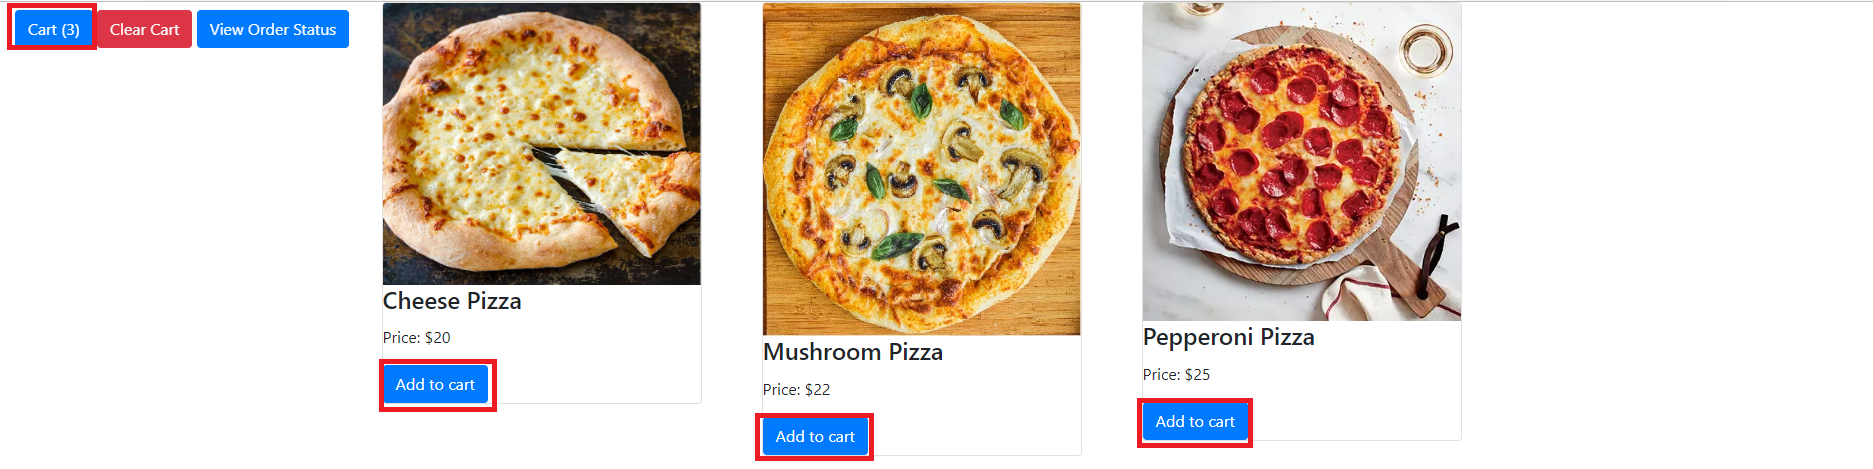 Cart (3) Clear Cart View Order Status
Cheese Pizza
Price: $20
Add to cart
Mushroom Pizza
Price: $22
Add to cart
Pepperoni Pizza
Price: $25
Add to cart